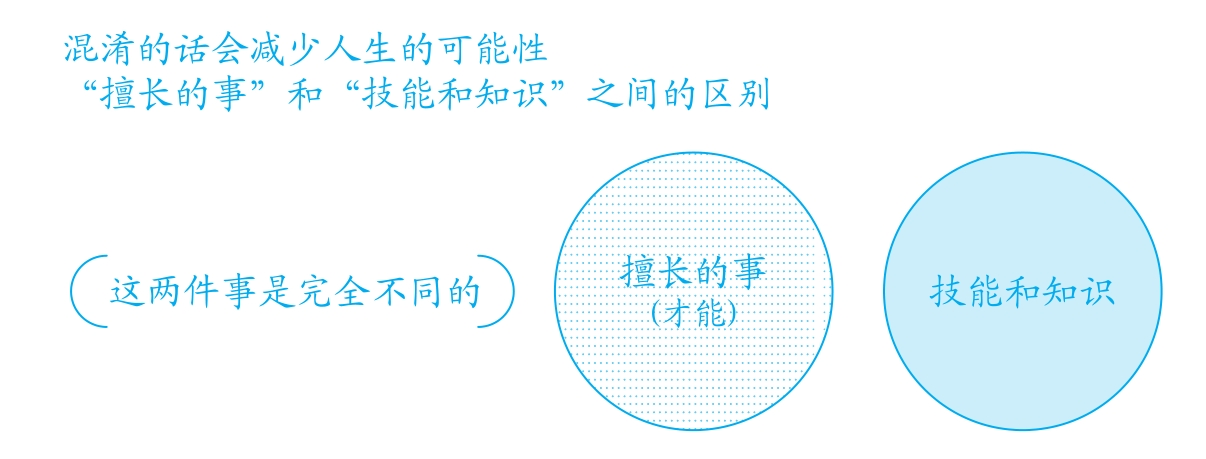 混淆的话会减少人生的可能性
“擅长的事”和“技能和知识”之间的区别
这两件事是完全不同的
擅长的事
(才能)
技能和知识